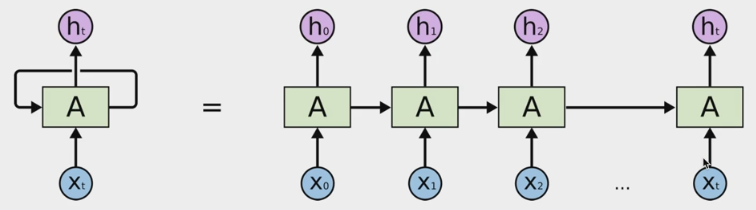 hₜ h₀ h₁ h₂ hₜ
A = A A A A
xₜ x₀ x₁ x₂ ... xₜ